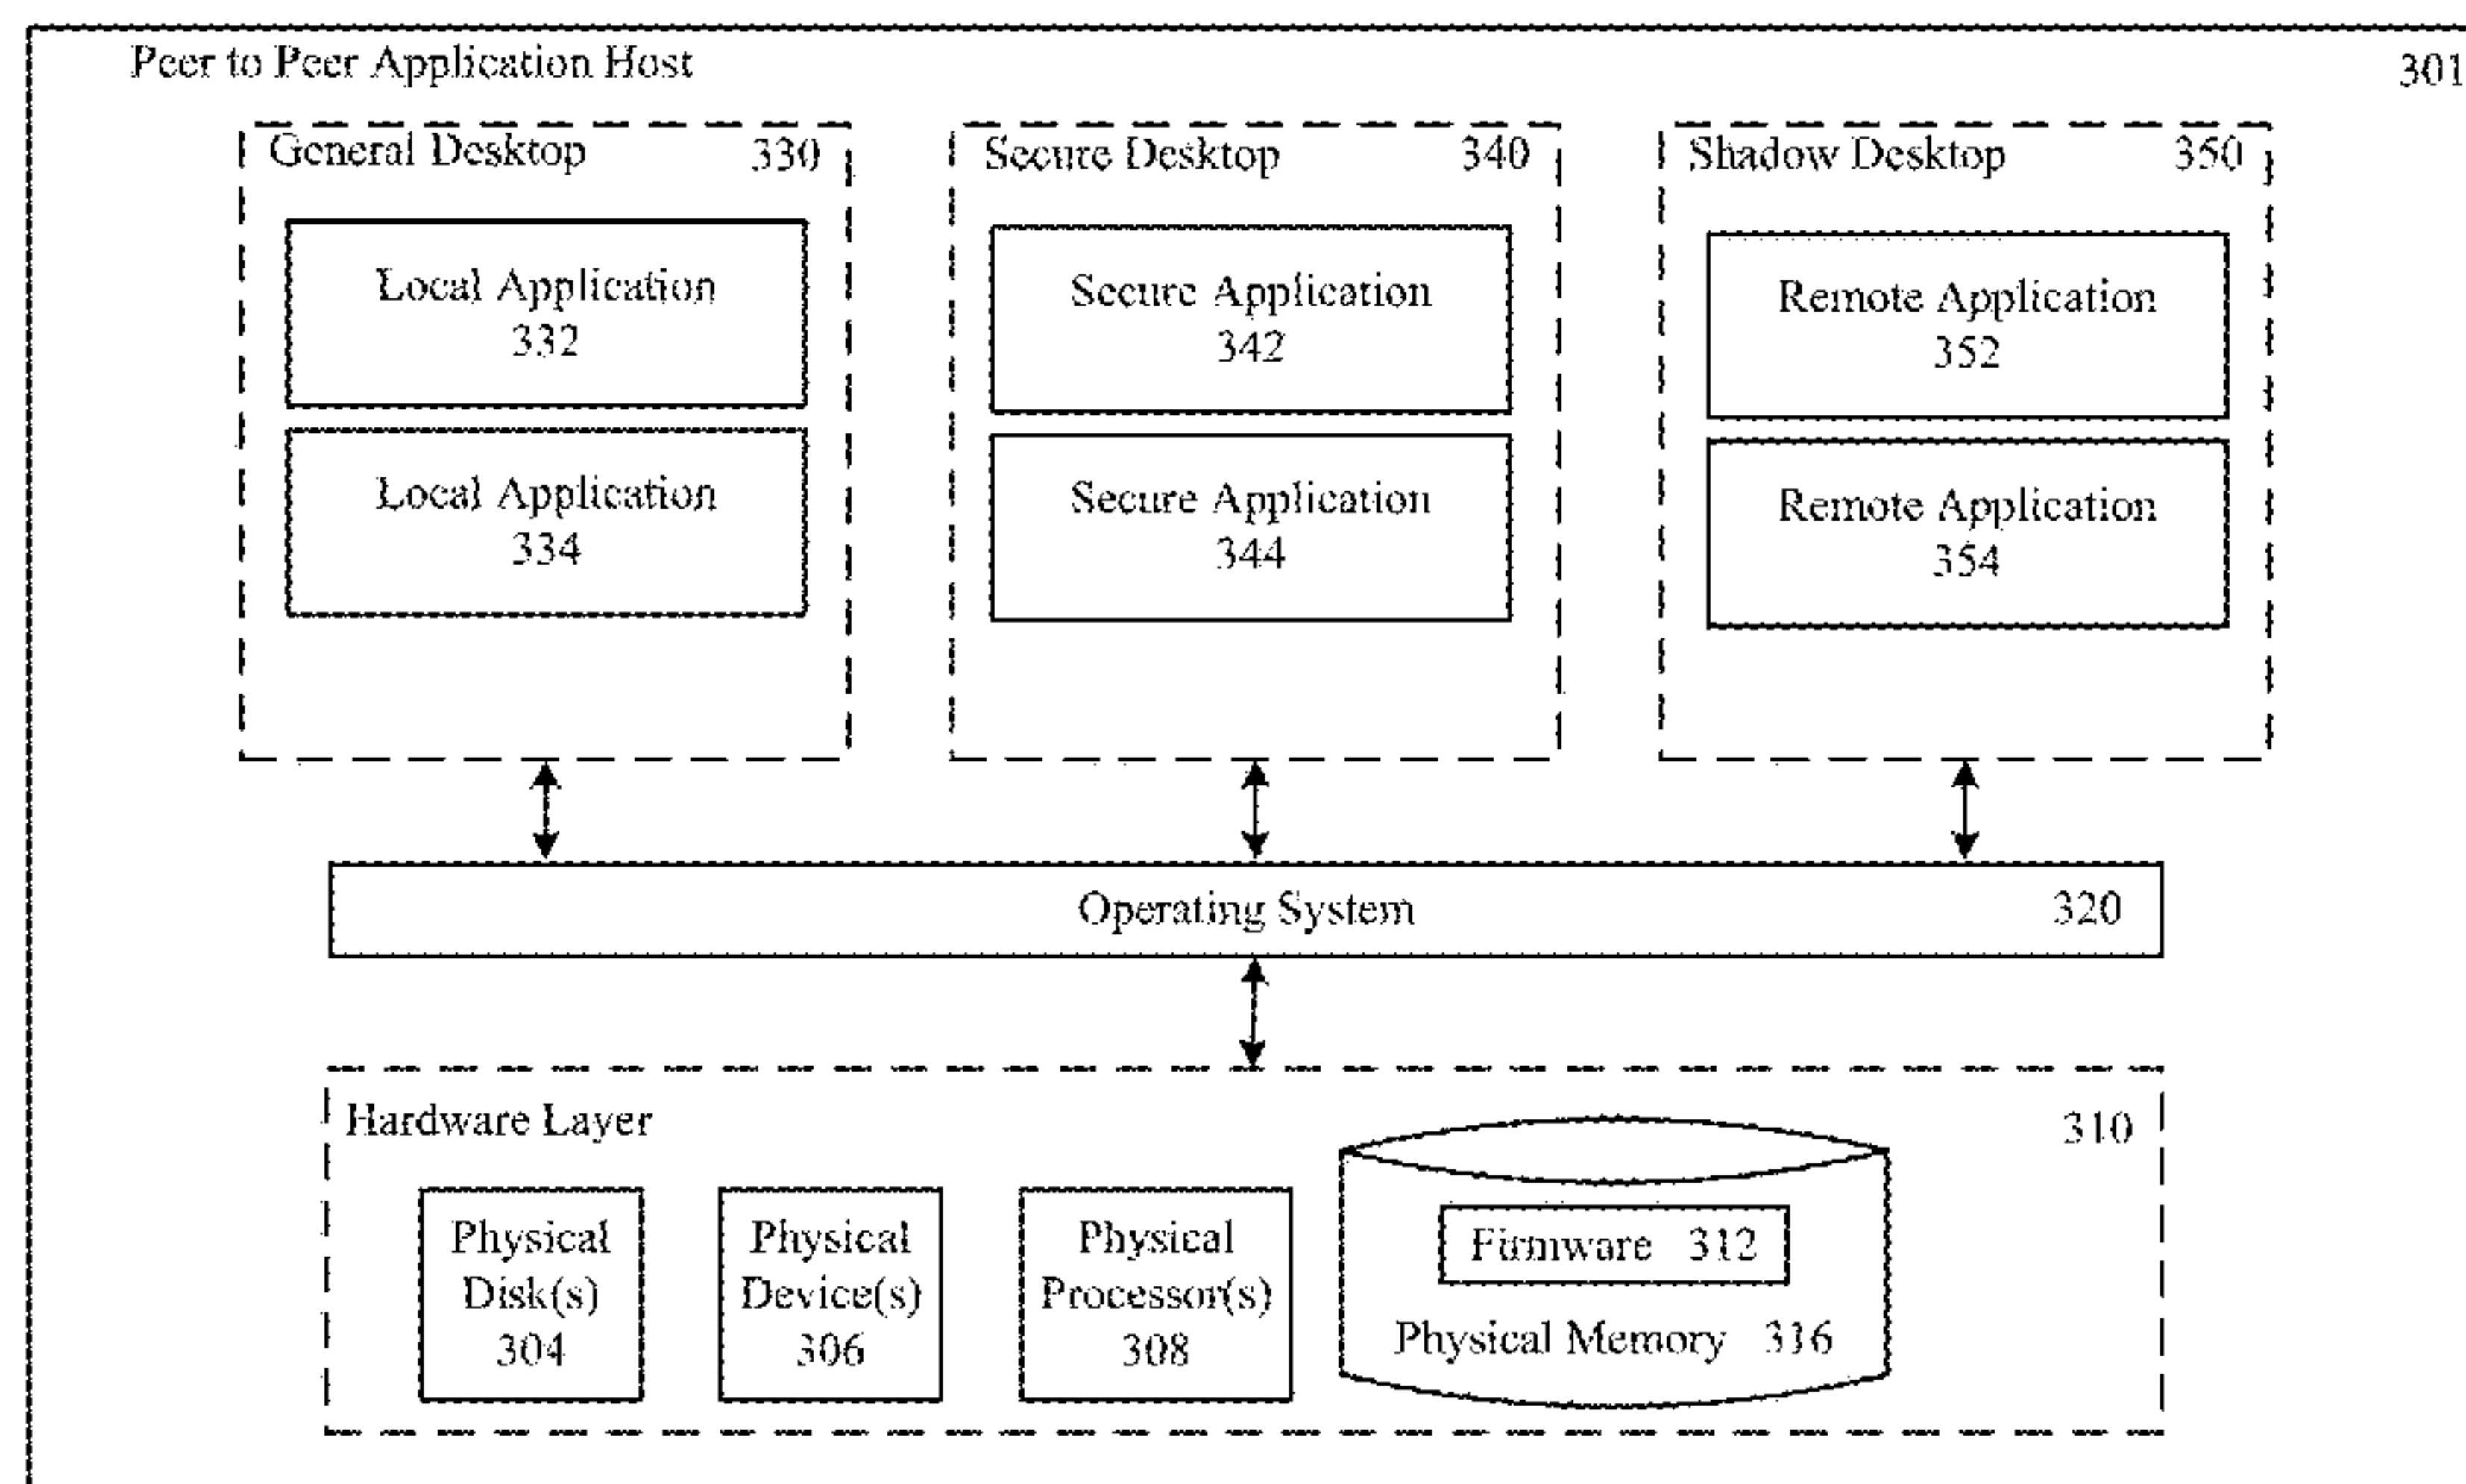 Peer to Peer Application Host 301
General Desktop 330
Local Application
332
Local Application
334
Secure Desktop 340
Secure Application
342
Secure Application
344
Shadow Desktop 350
Remote Application
352
Remote Application
354
Operating System 320
Hardware Layer 310
Physical
Disk(s)
304
Physical
Device(s)
306
Physical
Processor(s)
308
Firmware 312
Physical Memory 316